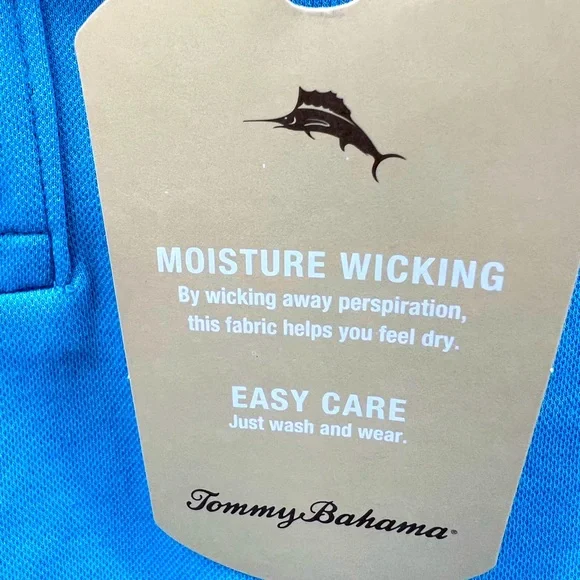 MOISTURE WICKING
By wicking away perspiration,
this fabric helps you feel dry.
EASY CARE
Just wash and wear.
Tommy Bahama®